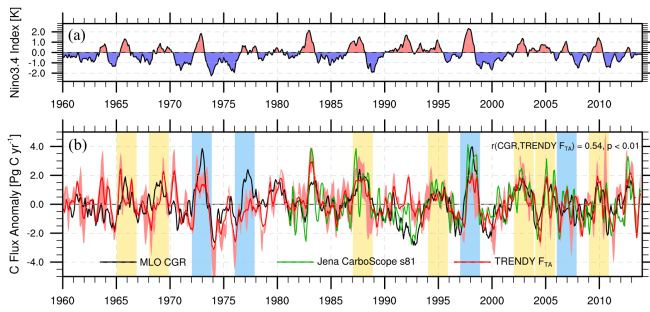 (a)
Nino3.4 Index [K]
2.0
1.0
0.0
-1.0
-2.0
1960 1965 1970 1975 1980 1985 1990 1995 2000 2005 2010
(b)
r(CGR,TRENDY FTA) = 0.54, p < 0.01
C Flux Anomaly [Pg C yr⁻¹]
4.0
2.0
0.0
-2.0
-4.0
MLO CGR Jena CarboScope s81 TRENDY FTA
1960 1965 1970 1975 1980 1985 1990 1995 2000 2005 2010